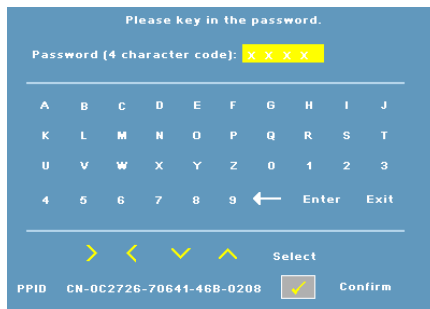 Please key in the password.
Password (4 character code): X X X X
A B C D E F G H I J
K L M N O P Q R S T
U V W X Y Z 0 1 2 3
4 5 6 7 8 9 ← Enter Exit
> < ∨ ∧ Select
PPID CN-0C2726-70641-46B-0208 ✓ Confirm